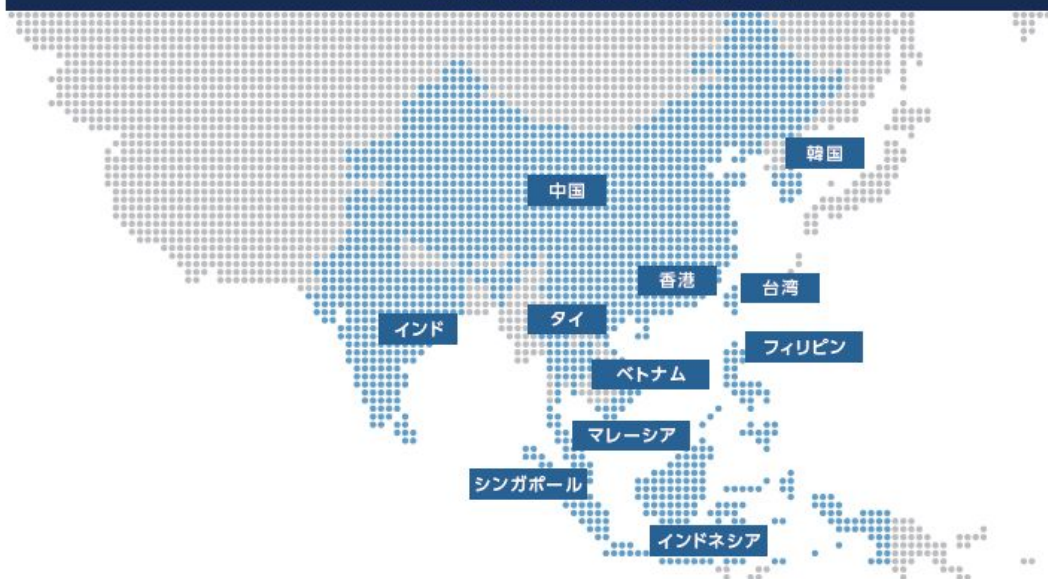 韓国
中国
香港
台湾
タイ
インド
フィリピン
ベトナム
マレーシア
シンガポール
インドネシア